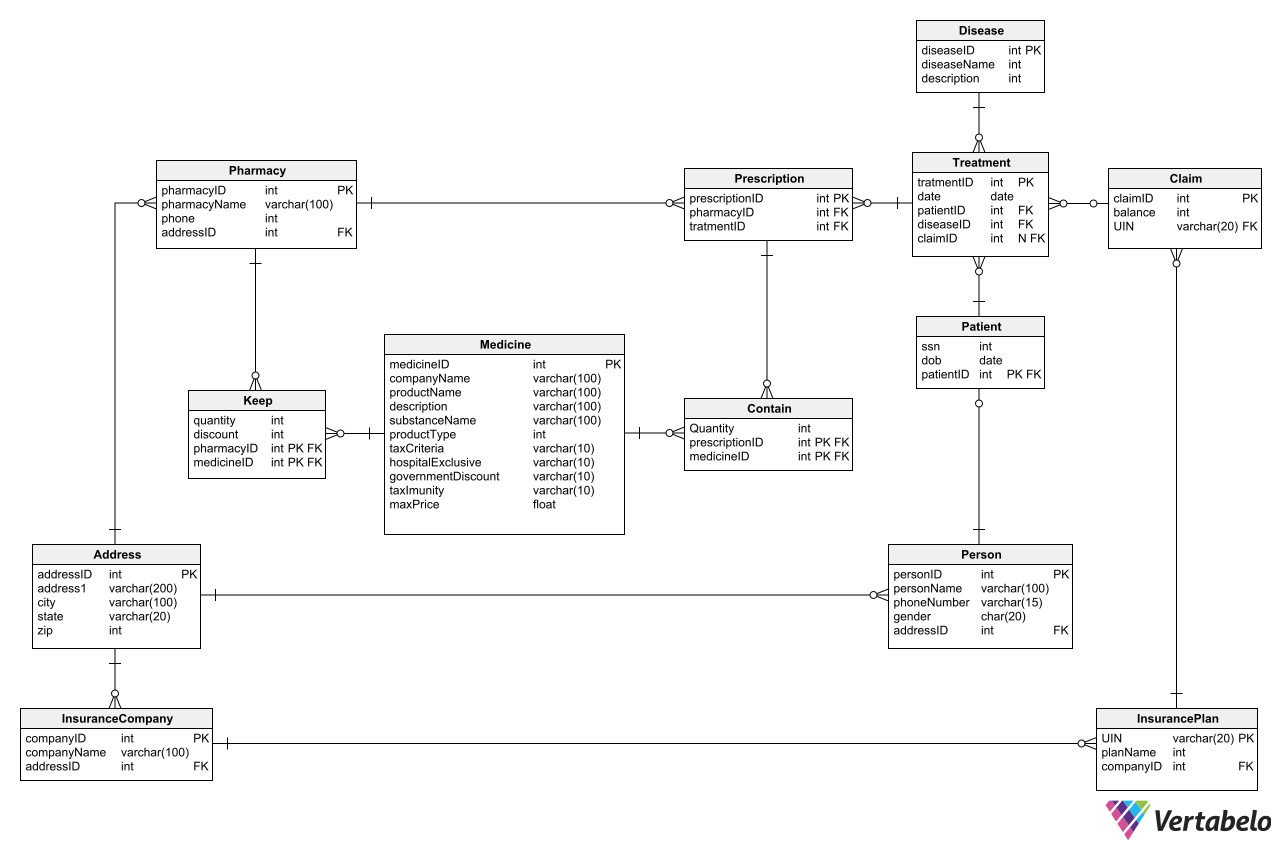 Disease
diseaseID int PK
diseaseName int
description int
Pharmacy
pharmacyID int PK
pharmacyName varchar(100)
phone int
addressID int FK
Prescription
prescriptionID int PK
pharmacyID int FK
tratmentID int FK
Treatment
tratmentID int PK
date date
patientID int FK
diseaseID int FK
claimID int N FK
Claim
claimID int PK
balance int
UIN varchar(20) FK
Patient
ssn int
dob date
patientID int PK FK
Medicine
medicineID int PK
companyName varchar(100)
productName varchar(100)
description varchar(100)
substanceName varchar(100)
productType int
taxCriteria varchar(10)
hospitalExclusive varchar(10)
governmentDiscount varchar(10)
taxImunity varchar(10)
maxPrice float
Keep
quantity int
discount int
pharmacyID int PK FK
medicineID int PK FK
Contain
Quantity int
prescriptionID int PK FK
medicineID int PK FK
Address
addressID int PK
address1 varchar(200)
city varchar(100)
state varchar(20)
zip int
Person
personID int PK
personName varchar(100)
phoneNumber varchar(15)
gender char(20)
addressID int FK
InsuranceCompany
companyID int PK
companyName varchar(100)
addressID int FK
InsurancePlan
UIN varchar(20) PK
planName int
companyID int FK
Vertabelo